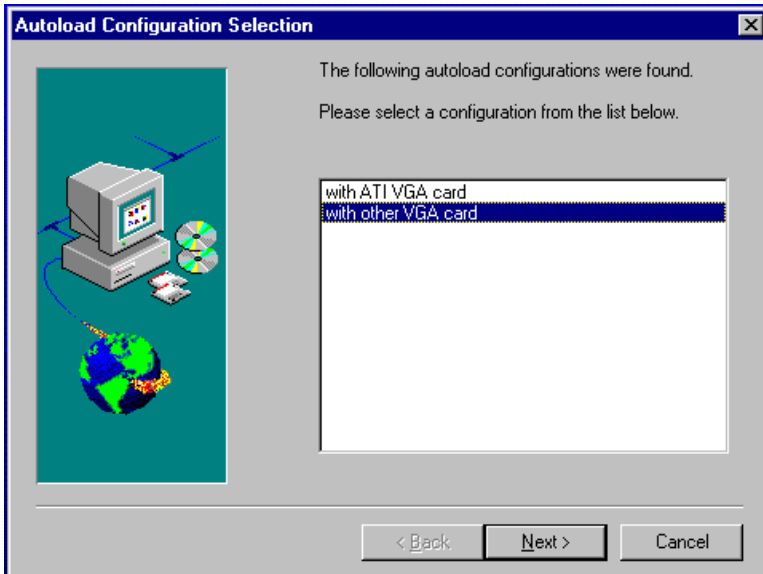 Autoload Configuration Selection
The following autoload configurations were found.
Please select a configuration from the list below.
with ATI VGA card
with other VGA card
< Back
Next >
Cancel